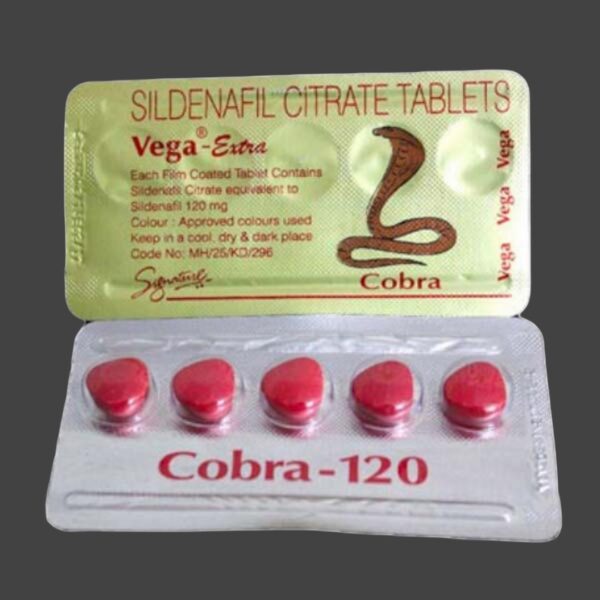 SILDENAFIL CITRATE TABLETS
Vega®-Extra
Each Film Coated Tablet Contains
Sildenafil Citrate equivalent to
Sildenafil 120 mg
Colour : Approved colours used
Keep in a cool, dry & dark place
Code No: MH/25/KD/296
Signature
Cobra
Vega Vega Vega
Cobra-120